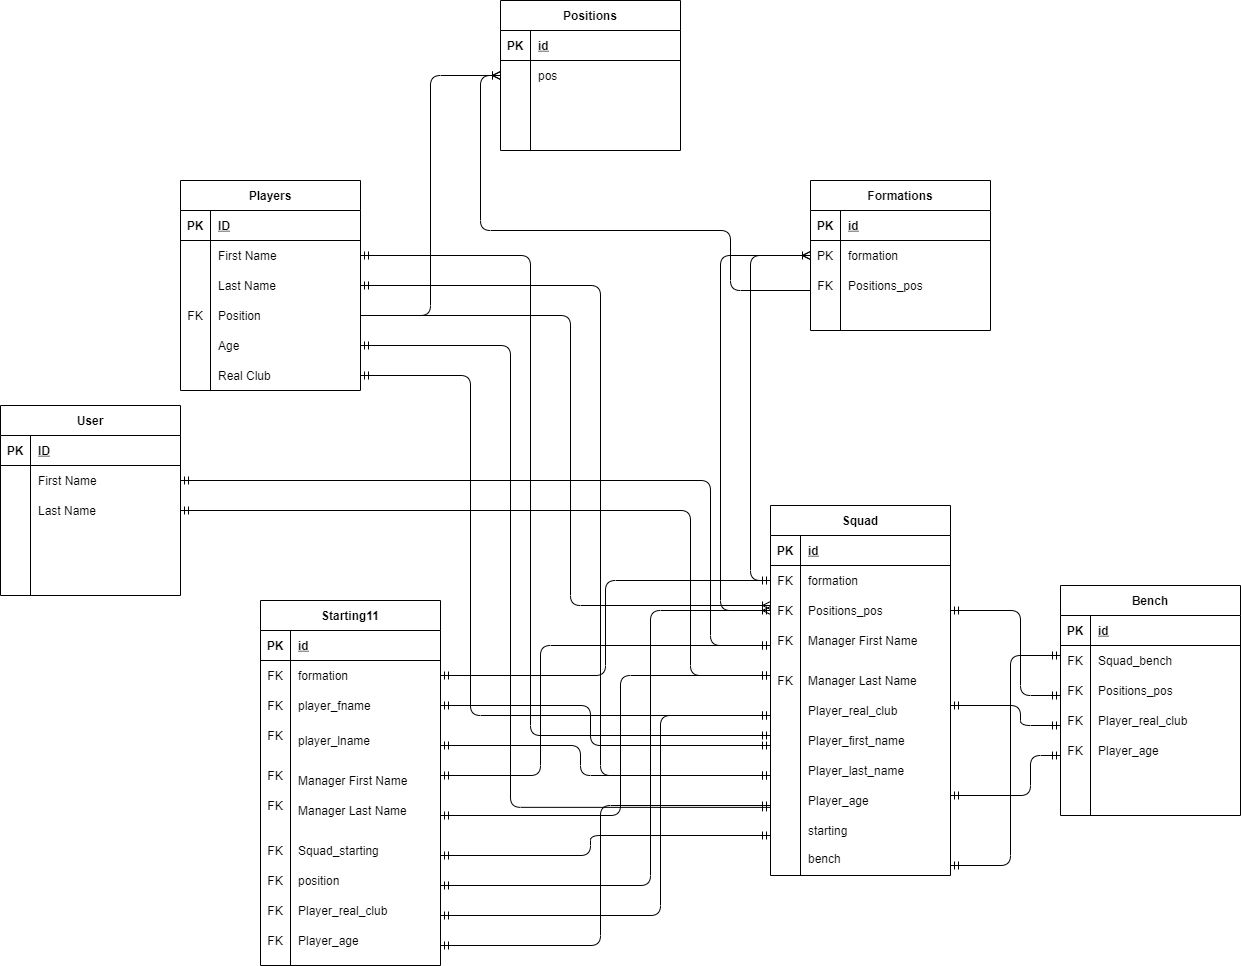 Positions
PK id
pos
Players
PK ID
First Name
Last Name
FK Position
Age
Real Club
Formations
PK id
PK formation
FK Positions_pos
User
PK ID
First Name
Last Name
Squad
PK id
FK formation
FK Positions_pos
FK Manager First Name
FK Manager Last Name
Player_real_club
Player_first_name
Player_last_name
Player_age
starting
bench
Bench
PK id
FK Squad_bench
FK Positions_pos
FK Player_real_club
FK Player_age
Starting11
PK id
FK formation
FK player_fname
FK player_lname
FK Manager First Name
FK Manager Last Name
FK Squad_starting
FK position
FK Player_real_club
FK Player_age